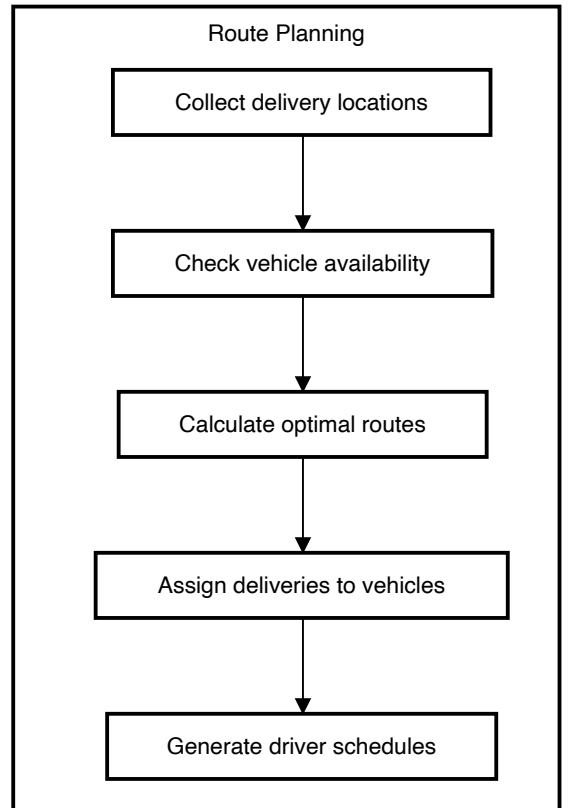 Route Planning
Collect delivery locations
Check vehicle availability
Calculate optimal routes
Assign deliveries to vehicles
Generate driver schedules